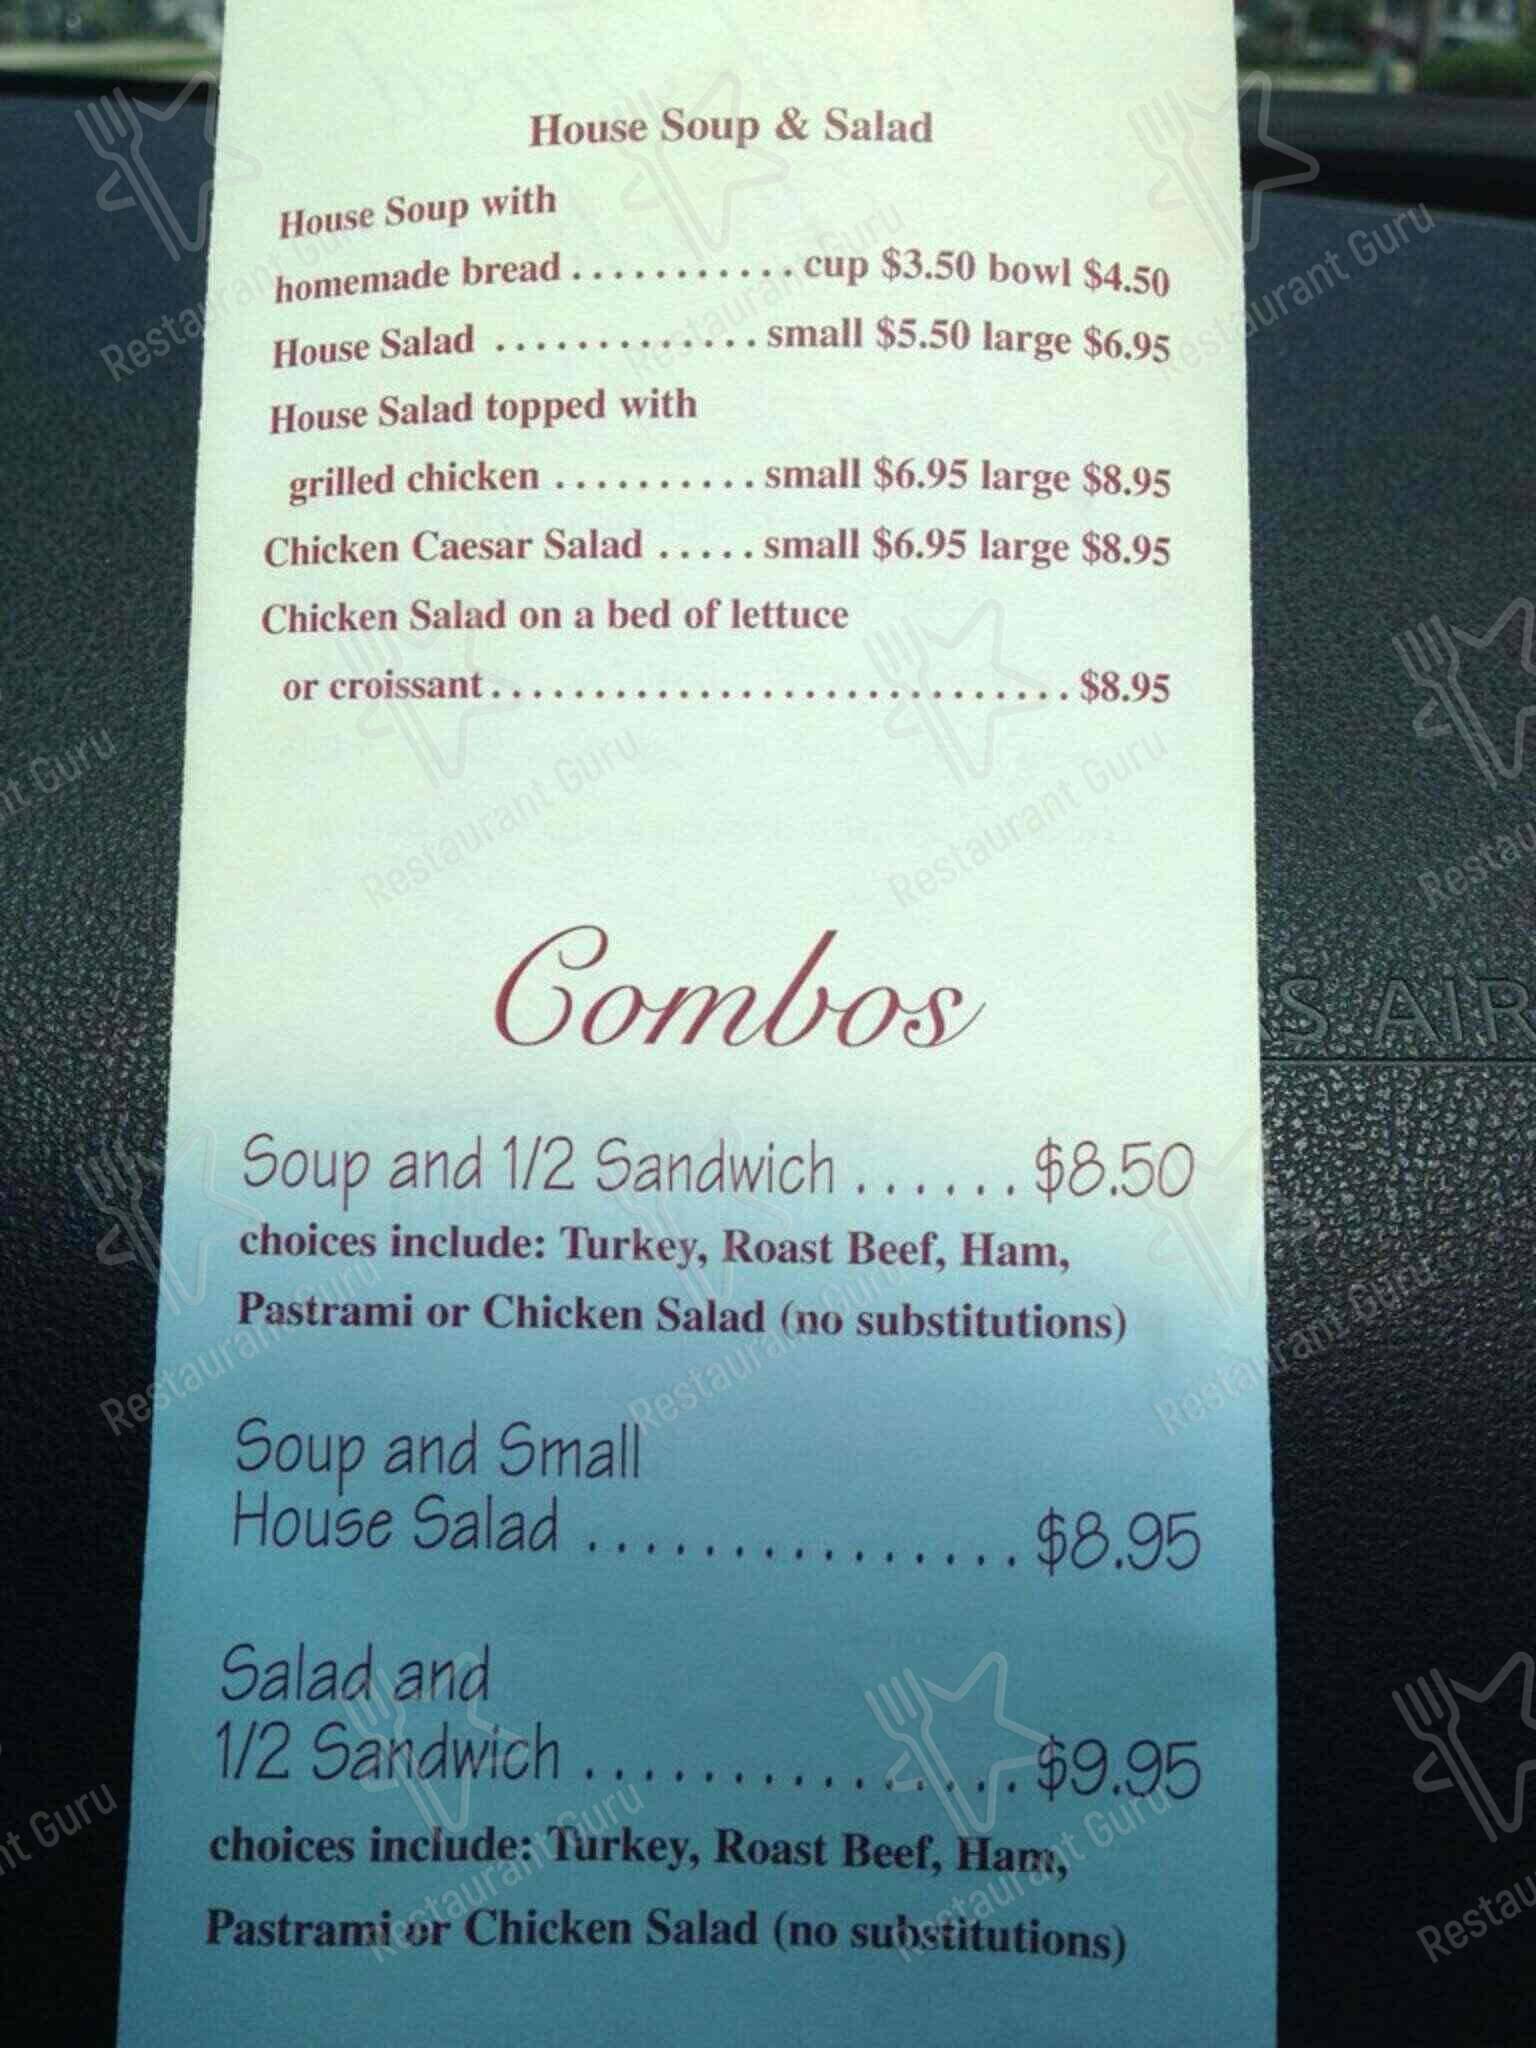 House Soup & Salad
House Soup with
homemade bread ........... cup $3.50 bowl $4.50
House Salad ............. small $5.50 large $6.95
House Salad topped with
grilled chicken .......... small $6.95 large $8.95
Chicken Caesar Salad ..... small $6.95 large $8.95
Chicken Salad on a bed of lettuce
or croissant............................ $8.95
Combos
Soup and 1/2 Sandwich ...... $8.50
choices include: Turkey, Roast Beef, Ham,
Pastrami or Chicken Salad (no substitutions)
Soup and Small
House Salad ............... $8.95
Salad and
1/2 Sandwich ............... $9.95
choices include: Turkey, Roast Beef, Ham,
Pastrami or Chicken Salad (no substitutions)
AIR
Restaurant Guru